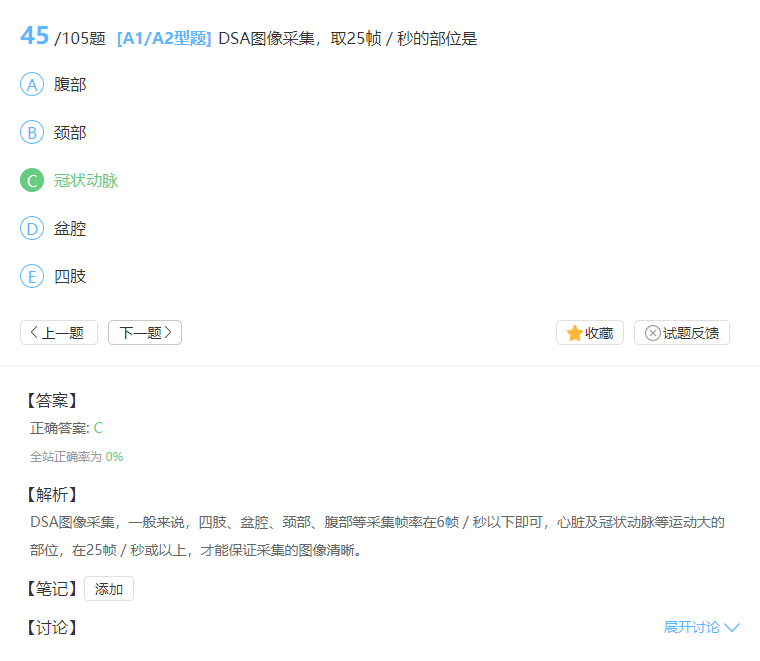 45 /105题 [A1/A2型题] DSA图像采集，取25帧 / 秒的部位是
A 腹部
B 颈部
C 冠状动脉
D 盆腔
E 四肢
上一题 下一题 收藏 试题反馈
【答案】
正确答案: C
全站正确率为 0%
【解析】
DSA图像采集，一般来说，四肢、盆腔、颈部、腹部等采集帧率在6帧 / 秒以下即可，心脏及冠状动脉等运动大的
部位，在25帧 / 秒或以上，才能保证采集的图像清晰。
【笔记】 添加
【讨论】 展开讨论